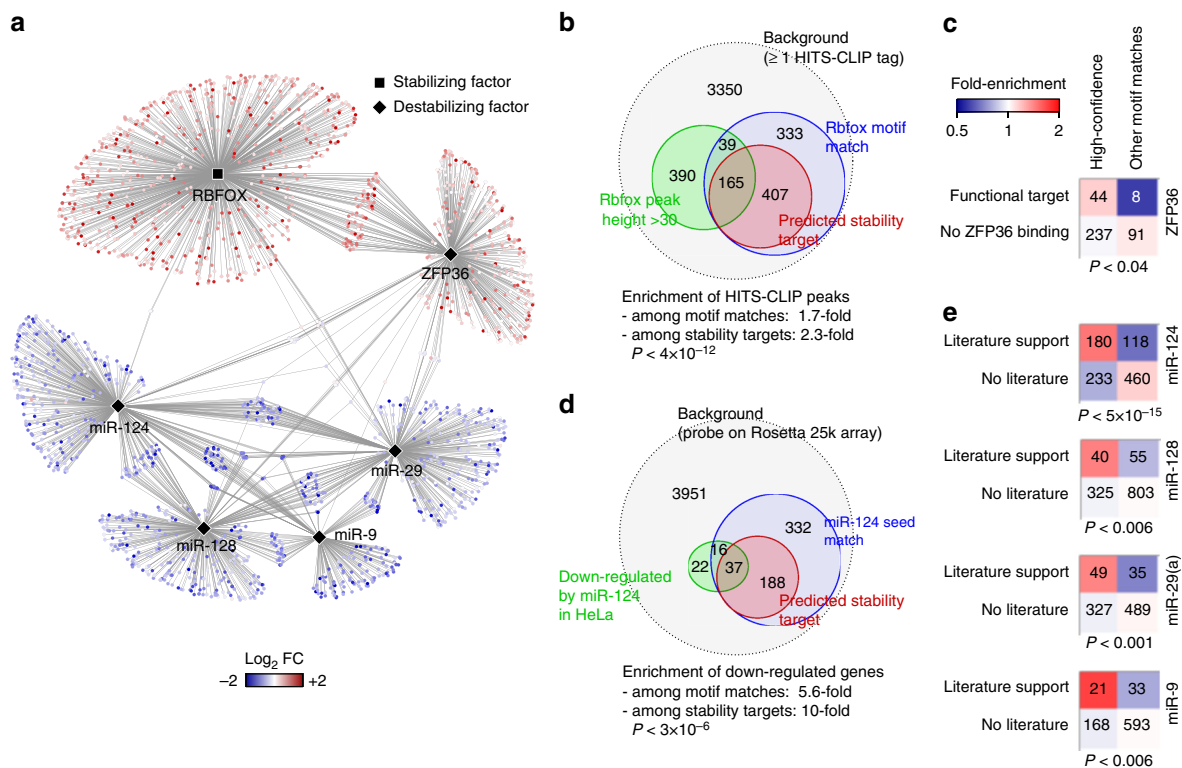 a
Stabilizing factor
Destabilizing factor
RBFOX
ZFP36
miR-124
miR-29
miR-128
miR-9
Log2 FC
–2
+2
b
Background
(≥ 1 HITS-CLIP tag)
3350
Rbfox motif
match
333
39
390
165
407
Rbfox peak
height >30
Predicted stability
target
Enrichment of HITS-CLIP peaks
- among motif matches: 1.7-fold
- among stability targets: 2.3-fold
P < 4×10–12
c
Fold-enrichment
0.5
1
2
High-confidence
Other motif matches
Functional target
44
8
No ZFP36 binding
237
91
ZFP36
P < 0.04
d
Background
(probe on Rosetta 25k array)
3951
332
miR-124 seed
match
16
22
37
188
Down-regulated
by miR-124
in HeLa
Predicted stability
target
Enrichment of down-regulated genes
- among motif matches: 5.6-fold
- among stability targets: 10-fold
P < 3×10–6
e
Literature support
180
118
No literature
233
460
miR-124
P < 5×10–15
Literature support
40
55
No literature
325
803
miR-128
P < 0.006
Literature support
49
35
No literature
327
489
miR-29(a)
P < 0.001
Literature support
21
33
No literature
168
593
miR-9
P < 0.006